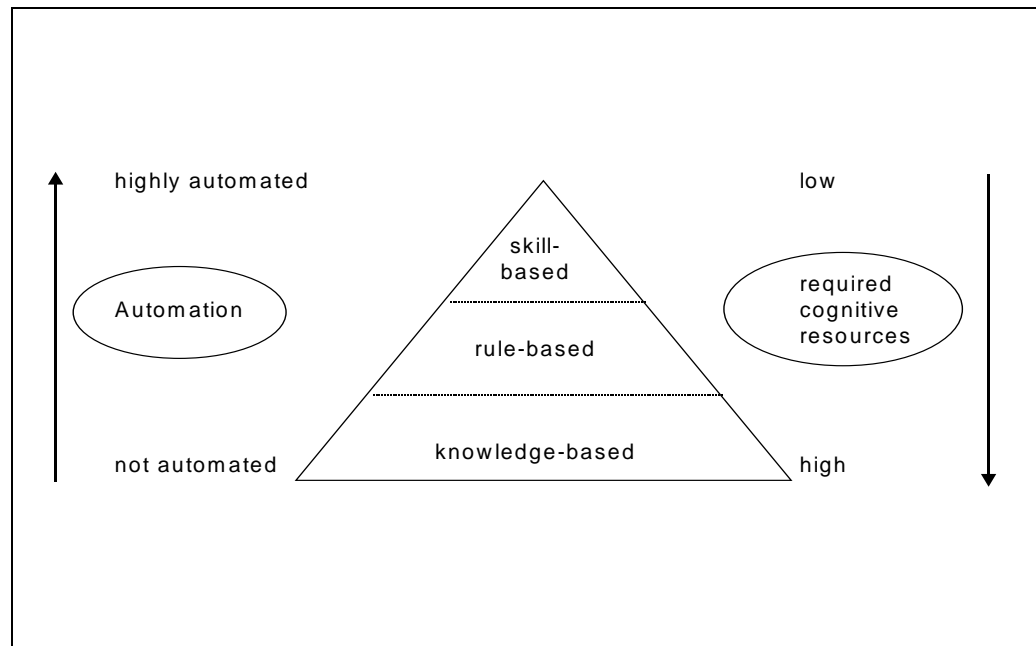 highly automated
low
skill-
based
Automation
required
cognitive
resources
rule-based
knowledge-based
not automated
high